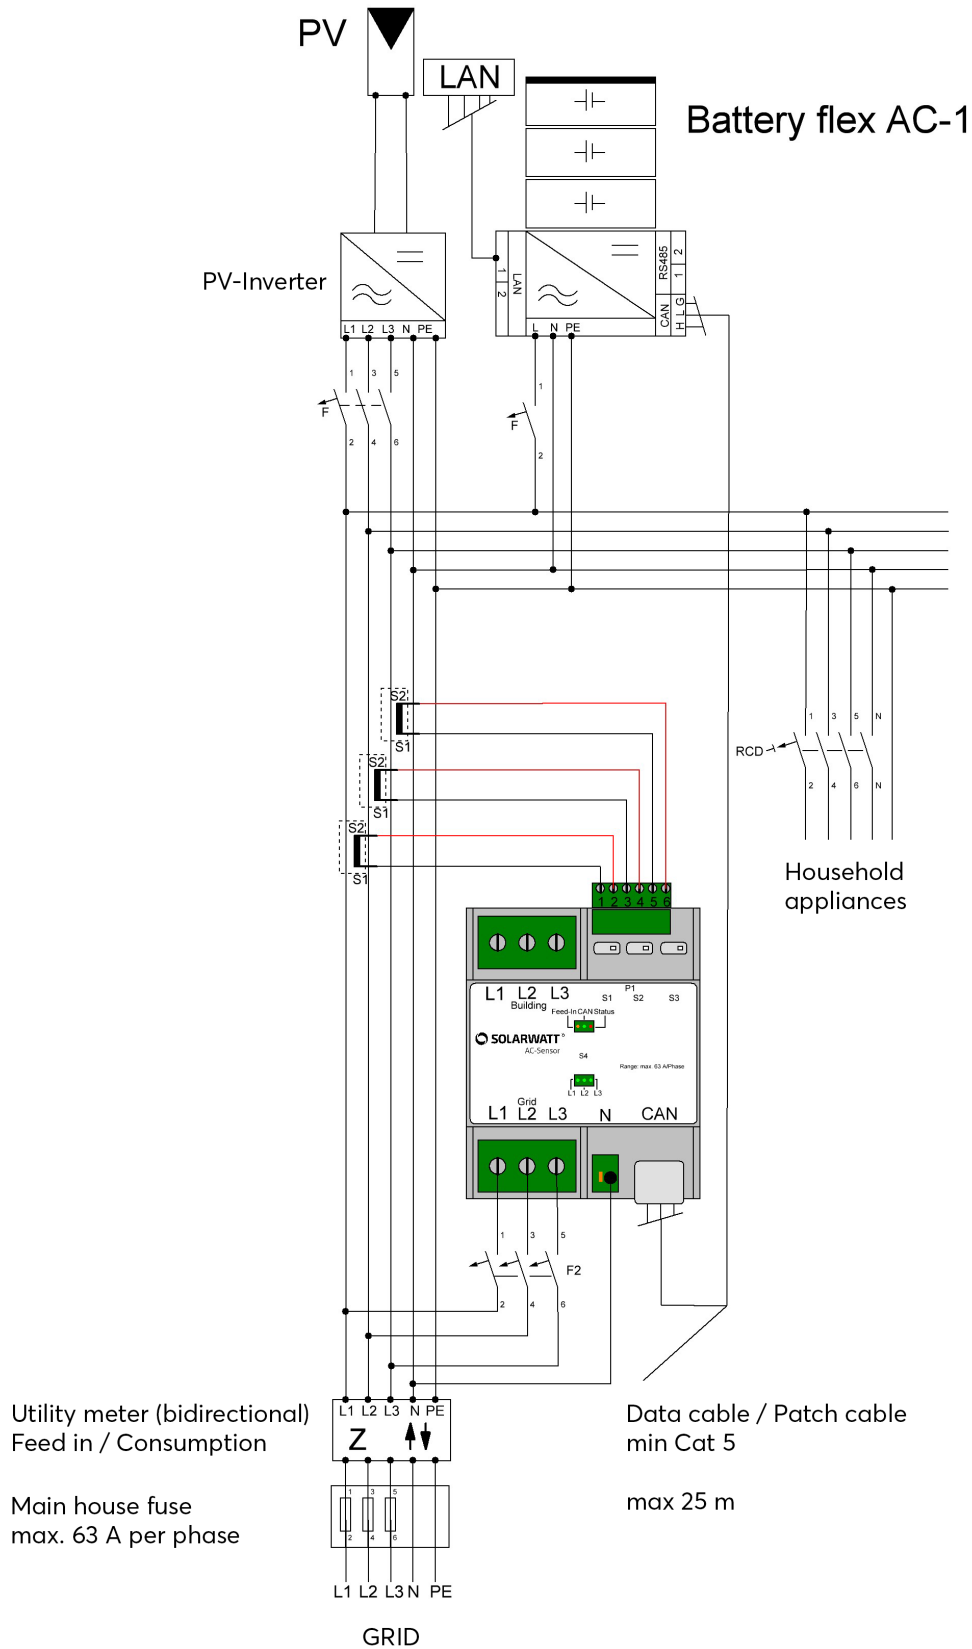 PV
LAN
Battery flex AC-1
PV-Inverter
L1 L2 L3 N PE
1 2
LAN
RS485
1 2
CAN
H L G
L N PE
1 3 5
F
2 4 6
1
F
2
S2
S1
S2
S1
S2
S1
1 3 5 N
RCD
2 4 6 N
Household
appliances
1 2 3 4 5 6
L1 L2 L3
Building
P1
S1 S2 S3
Feed-In CAN Status
SOLARWATT®
AC-Sensor
S4
Range: max. 63 A/Phase
L1 L2 L3
Grid
L1 L2 L3 N CAN
1 3 5
F2
2 4 6
L1 L2 L3 N PE
Z
Utility meter (bidirectional)
Feed in / Consumption
Data cable / Patch cable
min Cat 5
max 25 m
Main house fuse
max. 63 A per phase
1 3 5
2 4 6
L1 L2 L3 N PE
GRID